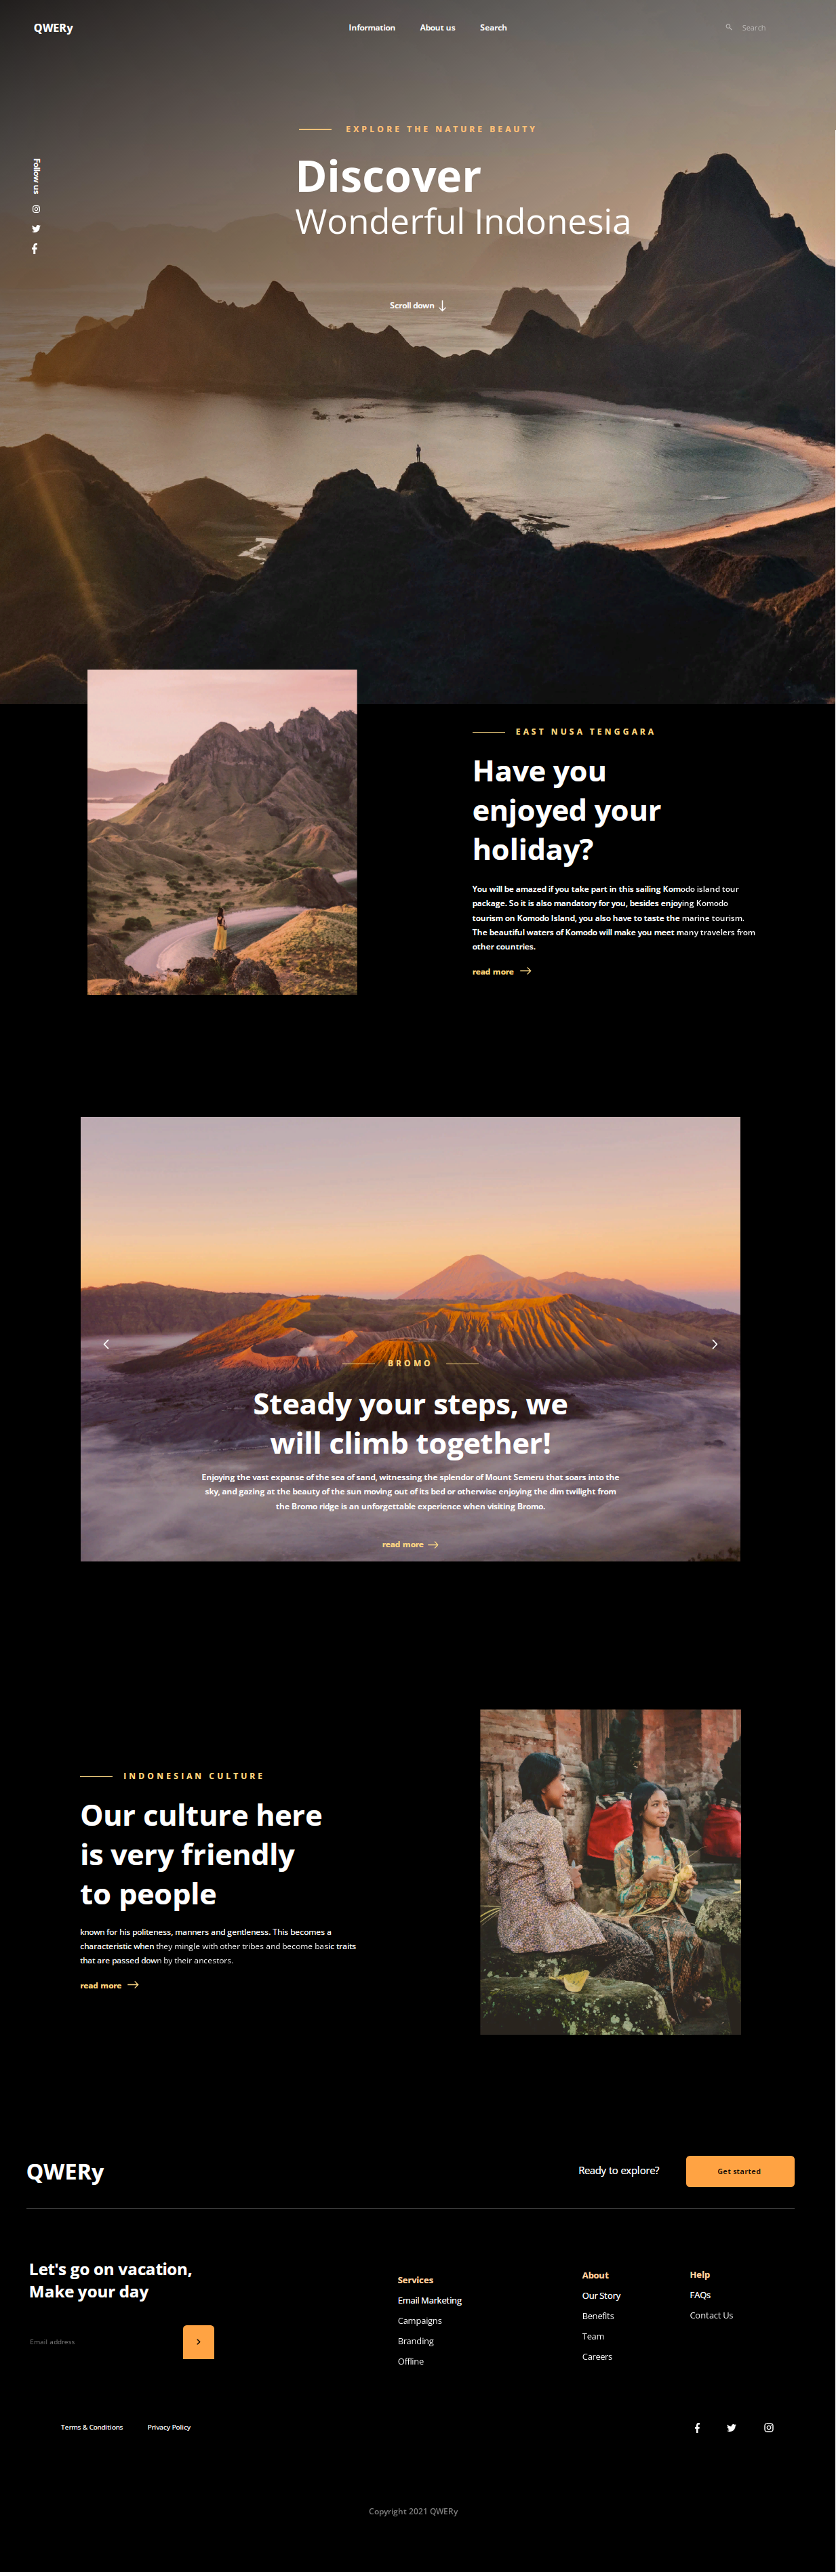 QWERy
Information
About us
Search
Search
EXPLORE THE NATURE BEAUTY
Discover
Wonderful Indonesia
Follow us
Scroll down
EAST NUSA TENGGARA
Have you
enjoyed your
holiday?
You will be amazed if you take part in this sailing Komodo island tour
package. So it is also mandatory for you, besides enjoying Komodo
tourism on Komodo Island, you also have to taste the marine tourism.
The beautiful waters of Komodo will make you meet many travelers from
other countries.
read more
BROMO
Steady your steps, we
will climb together!
Enjoying the vast expanse of the sea of sand, witnessing the splendor of Mount Semeru that soars into the
sky, and gazing at the beauty of the sun moving out of its bed or otherwise enjoying the dim twilight from
the Bromo ridge is an unforgettable experience when visiting Bromo.
read more
INDONESIAN CULTURE
Our culture here
is very friendly
to people
known for his politeness, manners and gentleness. This becomes a
characteristic when they mingle with other tribes and become basic traits
that are passed down by their ancestors.
read more
QWERy
Ready to explore?
Get started
Let's go on vacation,
Make your day
Email address
Services
Email Marketing
Campaigns
Branding
Offline
About
Our Story
Benefits
Team
Careers
Help
FAQs
Contact Us
Terms & Conditions
Privacy Policy
Copyright 2021 QWERy